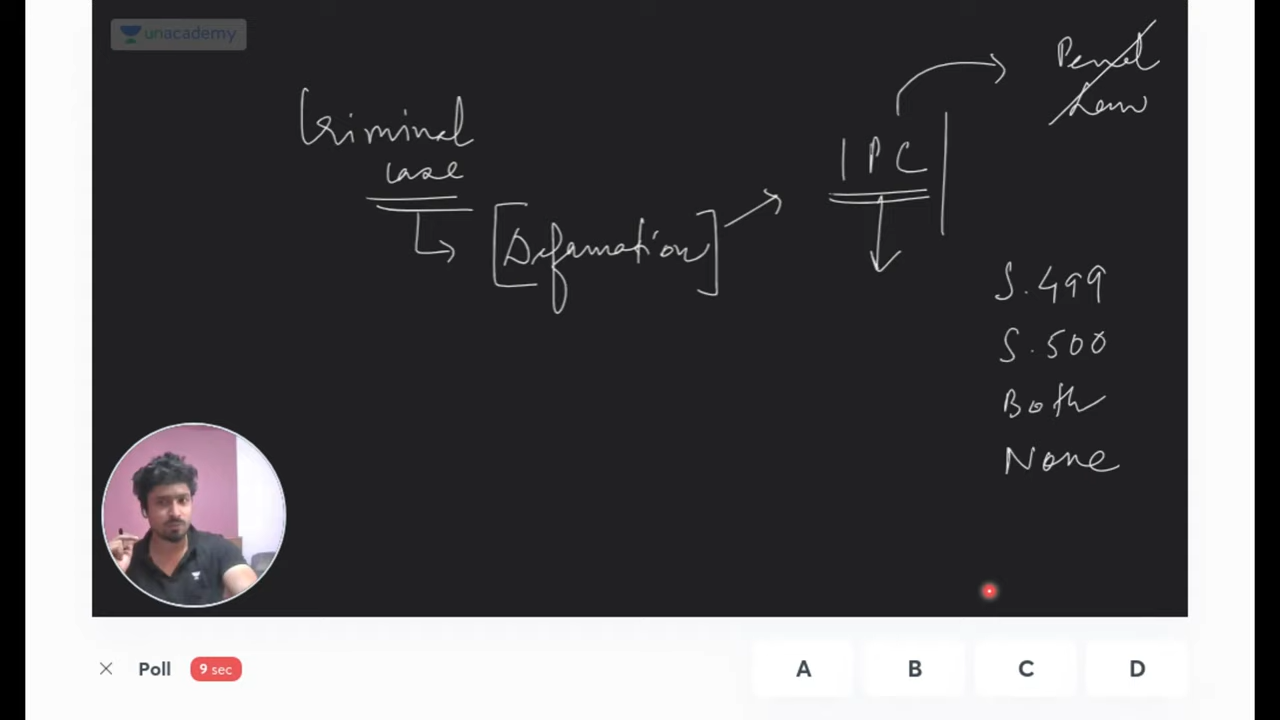 unacademy
Penal
Law
Criminal
case
IPC
[Defamation]
S. 499
S. 500
Both
None
Poll
9 sec
A
B
C
D